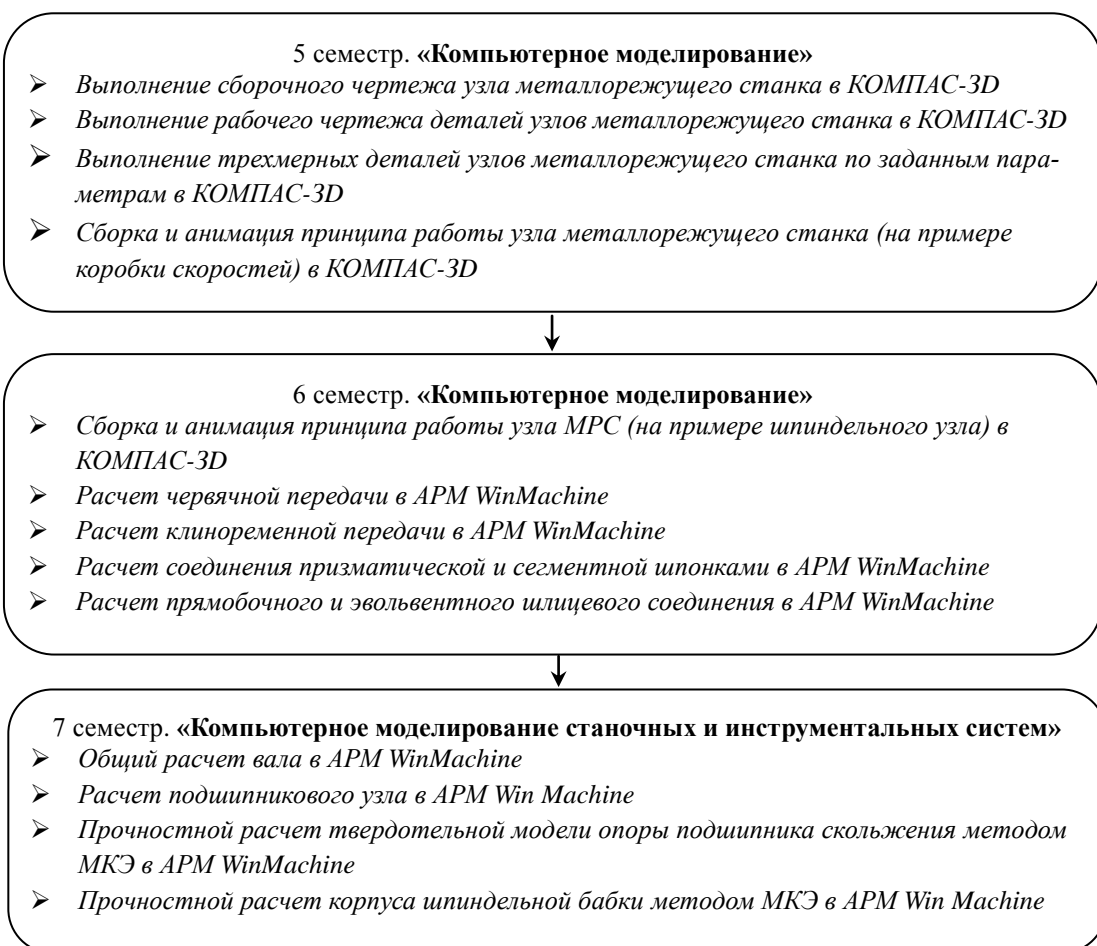 5 семестр. «Компьютерное моделирование»
➢ Выполнение сборочного чертежа узла металлорежущего станка в КОМПАС-3D
➢ Выполнение рабочего чертежа деталей узлов металлорежущего станка в КОМПАС-3D
➢ Выполнение трехмерных деталей узлов металлорежущего станка по заданным пара-
метрам в КОМПАС-3D
➢ Сборка и анимация принципа работы узла металлорежущего станка (на примере
коробки скоростей) в КОМПАС-3D
6 семестр. «Компьютерное моделирование»
➢ Сборка и анимация принципа работы узла МРС (на примере шпиндельного узла) в
КОМПАС-3D
➢ Расчет червячной передачи в APM WinMachine
➢ Расчет клиноременной передачи в APM WinMachine
➢ Расчет соединения призматической и сегментной шпонками в APM WinMachine
➢ Расчет прямобочного и эвольвентного шлицевого соединения в APM WinMachine
7 семестр. «Компьютерное моделирование станочных и инструментальных систем»
➢ Общий расчет вала в APM WinMachine
➢ Расчет подшипникового узла в APM Win Machine
➢ Прочностной расчет твердотельной модели опоры подшипника скольжения методом
МКЭ в APM WinMachine
➢ Прочностной расчет корпуса шпиндельной бабки методом МКЭ в APM Win Machine